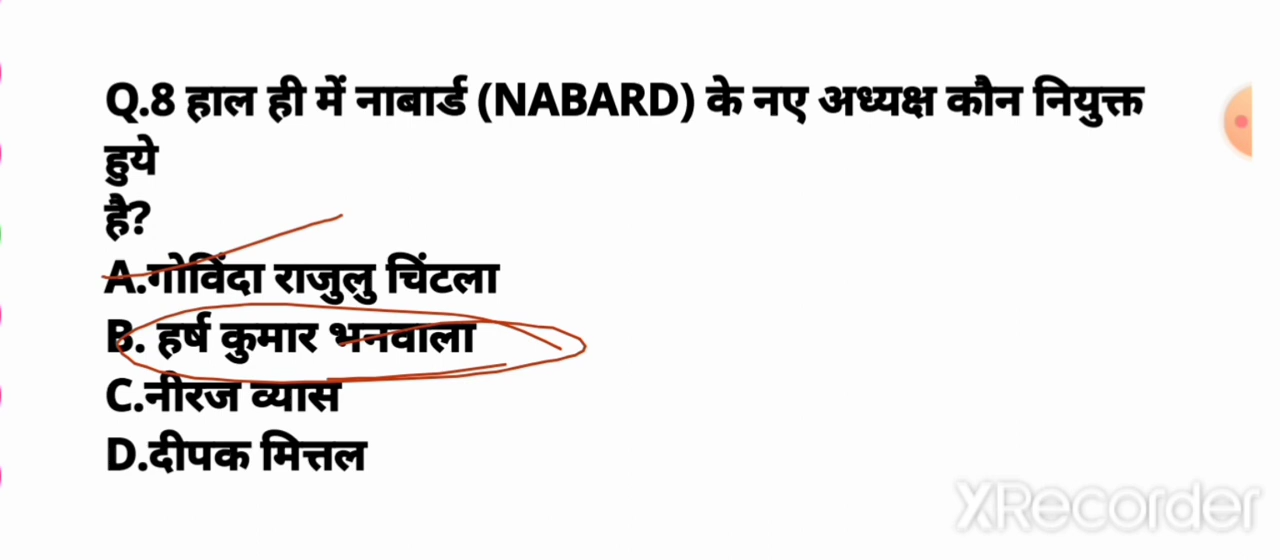 Q.8 हाल ही में नाबार्ड (NABARD) के नए अध्यक्ष कौन नियुक्त
हुये
है?
A.गोविंदा राजुलु चिंटला
B. हर्ष कुमार भनवाला
C.नीरज व्यास
D.दीपक मित्तल
XRecorder